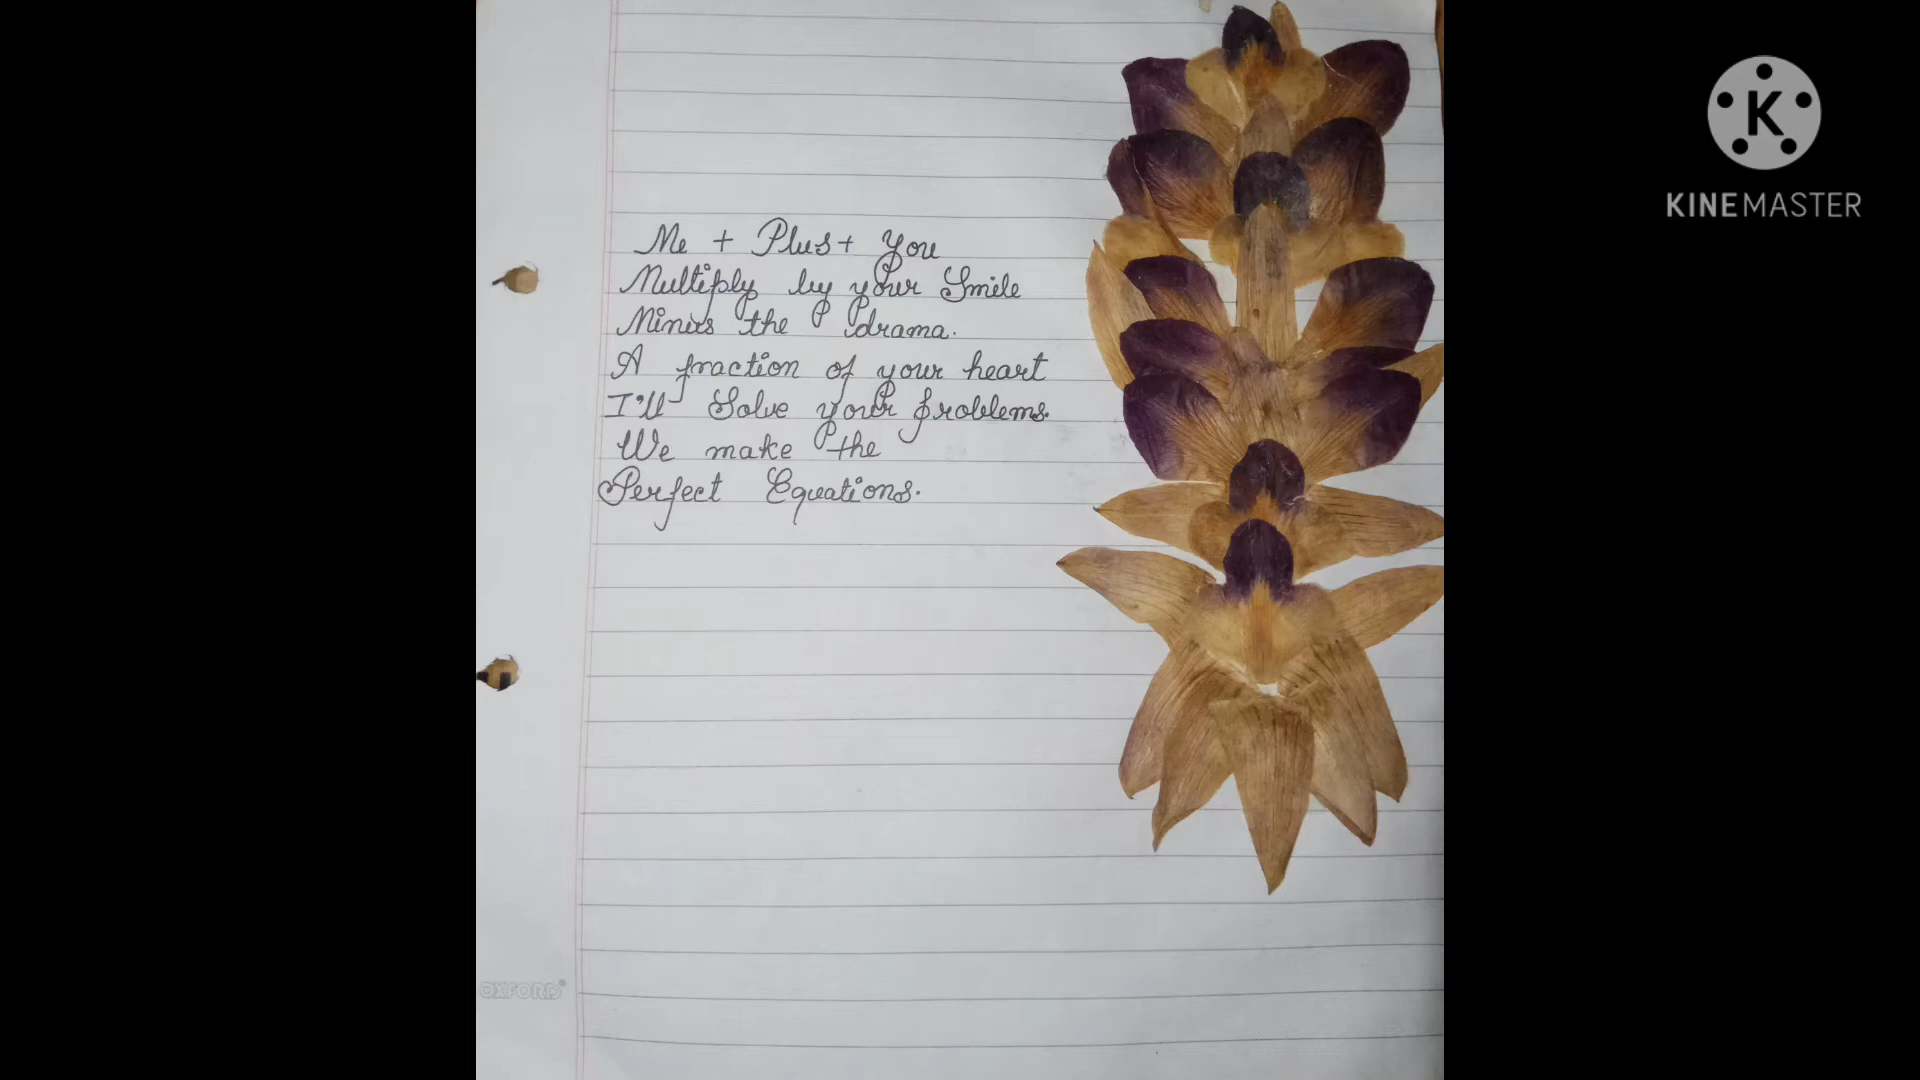 Me + Plus + You
Multiply by your Smile
Minus the drama.
A fraction of your heart
I'll Solve your problems.
We make the
Perfect Equations.
OXFORD
K
KINEMASTER